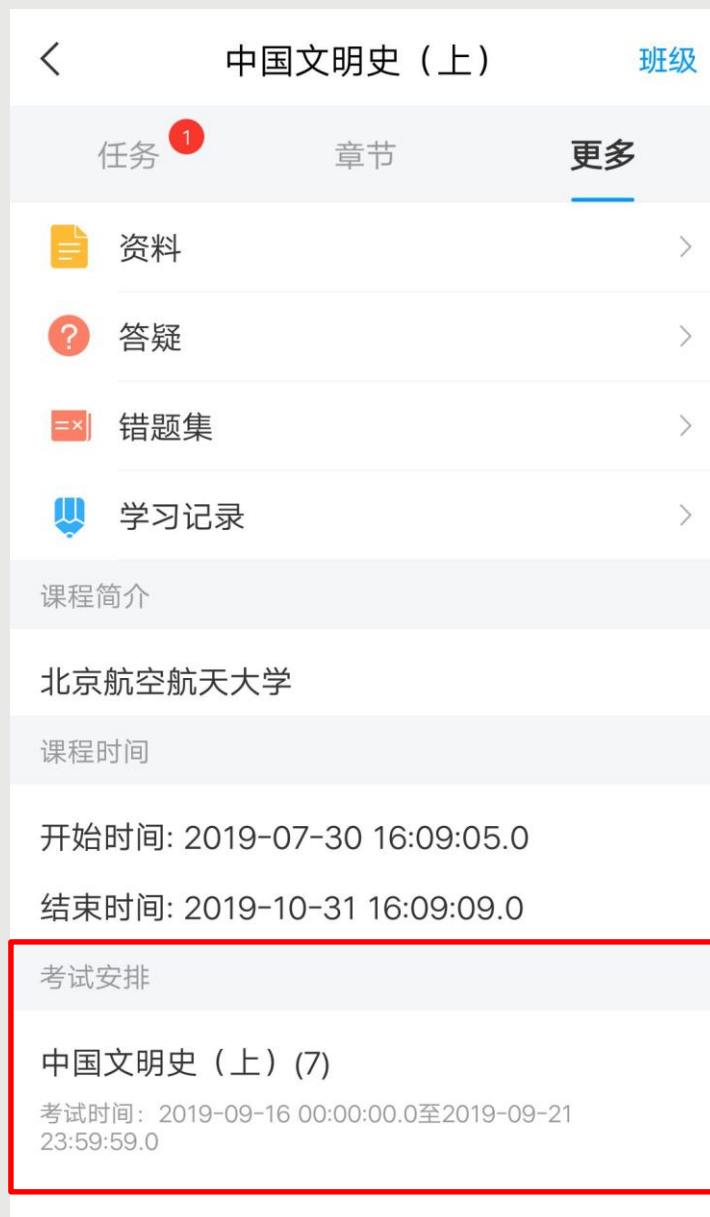 中国文明史（上）
班级
任务 1
章节
更多
资料
? 答疑
=× 错题集
学习记录
课程简介
北京航空航天大学
课程时间
开始时间: 2019-07-30 16:09:05.0
结束时间: 2019-10-31 16:09:09.0
考试安排
中国文明史（上）(7)
考试时间：2019-09-16 00:00:00.0至2019-09-21
23:59:59.0